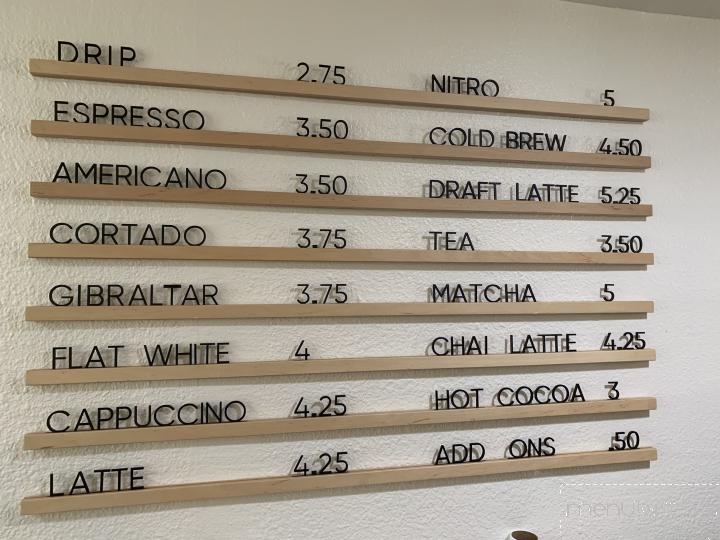 DRIP 2.75 NITRO 5
ESPRESSO 3.50 COLD BREW 4.50
AMERICANO 3.50 DRAFT LATTE 5.25
CORTADO 3.75 TEA 3.50
GIBRALTAR 3.75 MATCHA 5
FLAT WHITE 4 CHAI LATTE 4.25
CAPPUCCINO 4.25 HOT COCOA 3
LATTE 4.25 ADD ONS .50